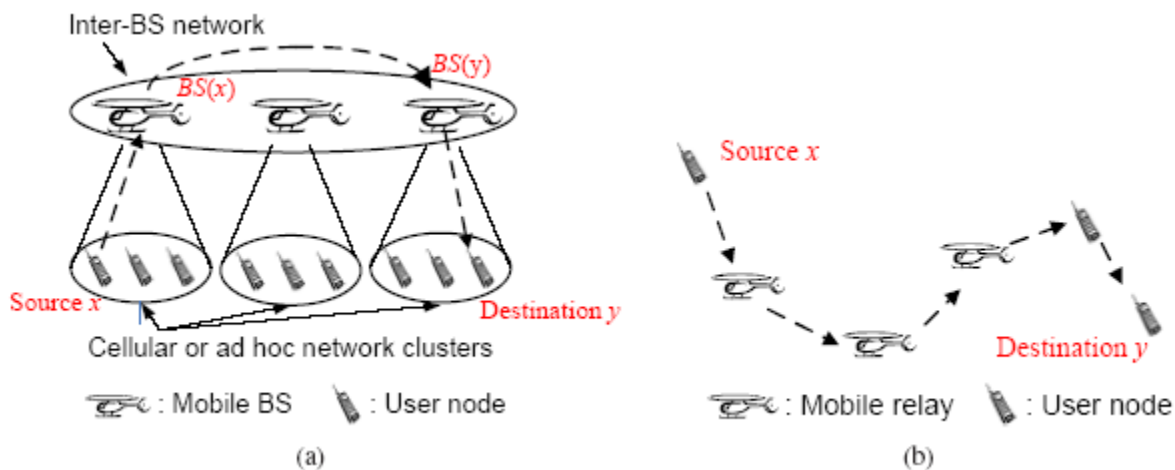 Inter-BS network
BS(x)
BS(y)
Source x
Destination y
Cellular or ad hoc network clusters
: Mobile BS
: User node
(a)
Source x
Destination y
: Mobile relay
: User node
(b)